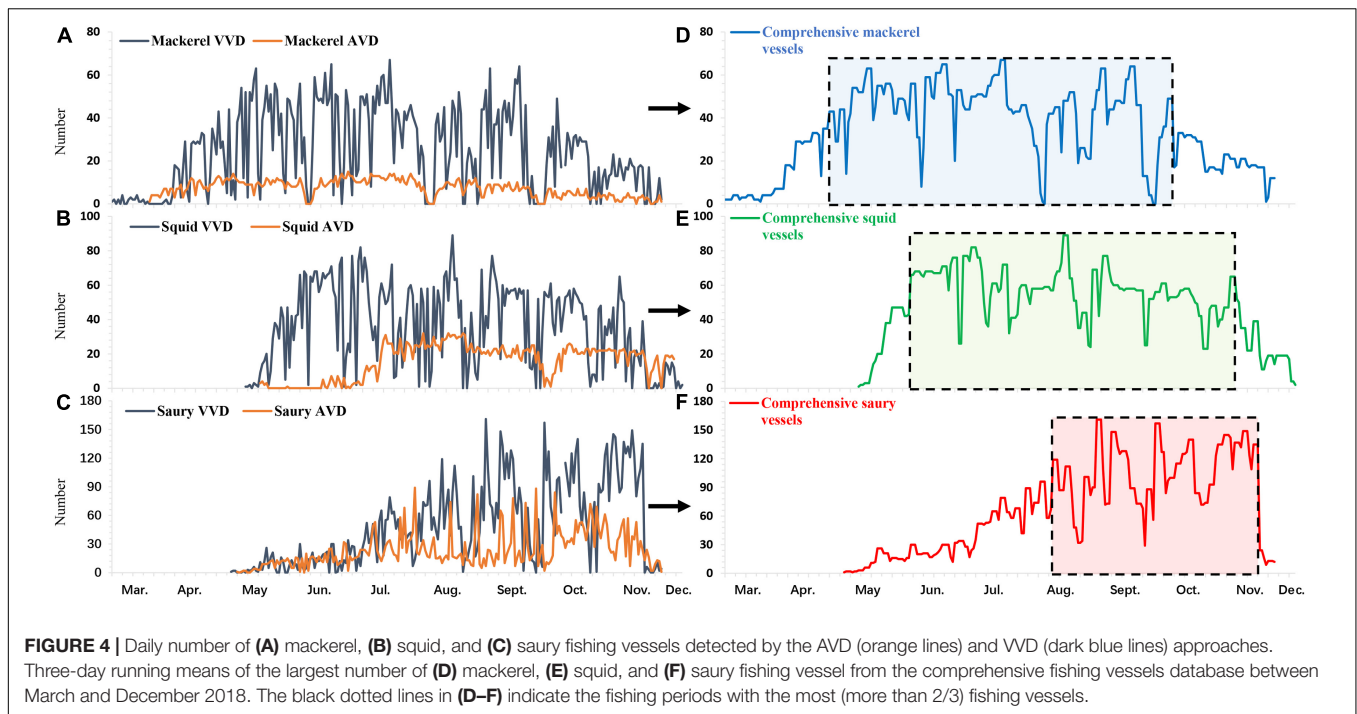 A
Mackerel VVD
Mackerel AVD
Number
80
60
40
20
0
D
Comprehensive mackerel
vessels
80
60
40
20
0
B
Squid VVD
Squid AVD
Number
100
80
60
40
20
0
E
Comprehensive squid
vessels
100
80
60
40
20
0
C
Saury VVD
Saury AVD
Number
180
150
120
90
60
30
0
Mar. Apr. May Jun. Jul. Aug. Sept. Oct. Nov. Dec.
F
Comprehensive saury
vessels
180
150
120
90
60
30
0
Mar. Apr. May Jun. Jul. Aug. Sept. Oct. Nov. Dec.
FIGURE 4 | Daily number of (A) mackerel, (B) squid, and (C) saury fishing vessels detected by the AVD (orange lines) and VVD (dark blue lines) approaches.
Three-day running means of the largest number of (D) mackerel, (E) squid, and (F) saury fishing vessel from the comprehensive fishing vessels database between
March and December 2018. The black dotted lines in (D–F) indicate the fishing periods with the most (more than 2/3) fishing vessels.